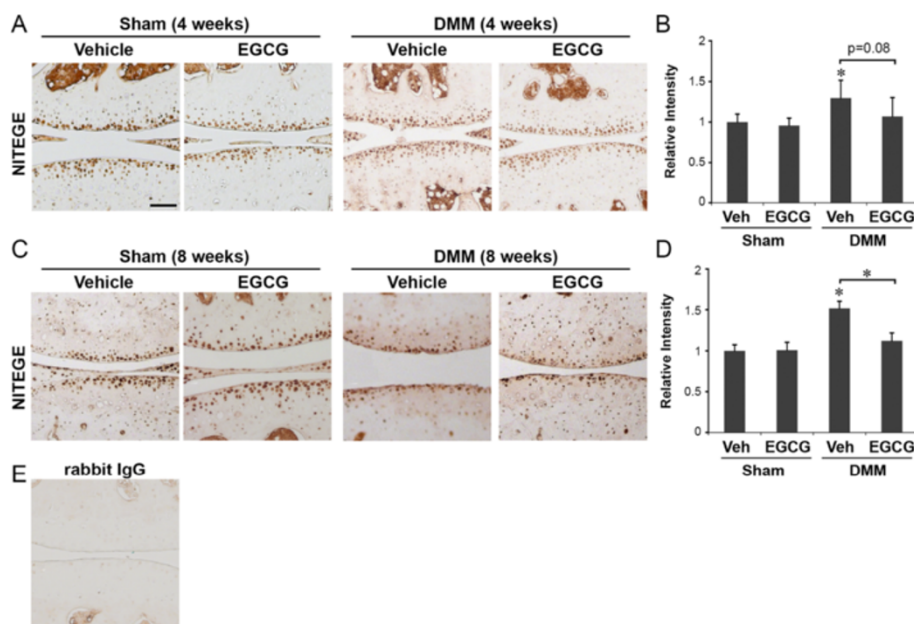 A
Sham (4 weeks)
DMM (4 weeks)
Vehicle
EGCG
Vehicle
EGCG
NITEGE
B
p=0.08
*
Relative Intensity
2
1.5
1
0.5
0
Veh
EGCG
Veh
EGCG
Sham
DMM
C
Sham (8 weeks)
DMM (8 weeks)
Vehicle
EGCG
Vehicle
EGCG
NITEGE
D
*
*
Relative Intensity
2
1.5
1
0.5
0
Veh
EGCG
Veh
EGCG
Sham
DMM
E
rabbit IgG